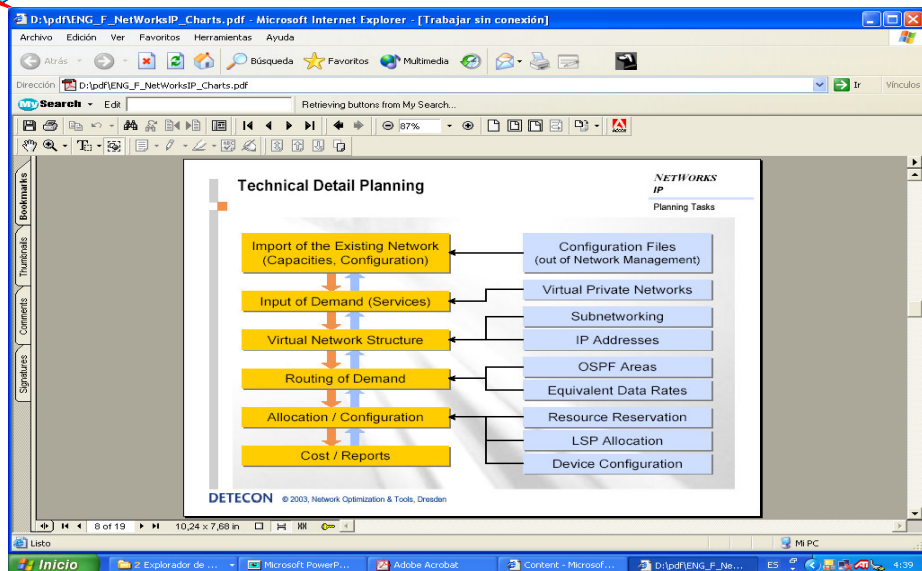 D:\pdf\ENG_F_NetWorksIP_Charts.pdf - Microsoft Internet Explorer - [Trabajar sin conexión]
Archivo Edición Ver Favoritos Herramientas Ayuda
Atrás Búsqueda Favoritos Multimedia
Dirección D:\pdf\ENG_F_NetWorksIP_Charts.pdf Ir Vínculos
My Search Edit Retrieving buttons from My Search...
87%
Bookmarks
Thumbnails
Comments
Signatures
Technical Detail Planning
NETWORKS
IP
Planning Tasks
Import of the Existing Network
(Capacities, Configuration)
Configuration Files
(out of Network Management)
Input of Demand (Services)
Virtual Private Networks
Subnetworking
Virtual Network Structure
IP Addresses
OSPF Areas
Routing of Demand
Equivalent Data Rates
Allocation / Configuration
Resource Reservation
LSP Allocation
Cost / Reports
Device Configuration
DETECON © 2003, Network Optimization & Tools, Dresden
8 of 19 10,24 x 7,68 in
Listo Mi PC
Inicio 2 Explorador de ... Microsoft PowerP... Adobe Acrobat Content - Microsof... D:\pdf\ENG_F_Ne... ES 4:39